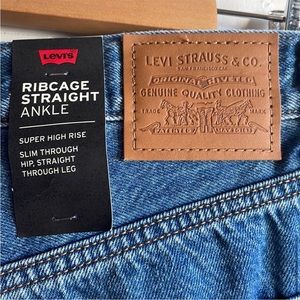 Levi's
RIBCAGE
STRAIGHT
ANKLE
SUPER HIGH RISE
SLIM THROUGH
HIP, STRAIGHT
THROUGH LEG
LEVI STRAUSS & CO.
SAN FRANCISCO CAL.
ORIGINAL RIVETED
GENUINE QUALITY CLOTHING
TRADE MARK
PATENTED MAY 20 1873